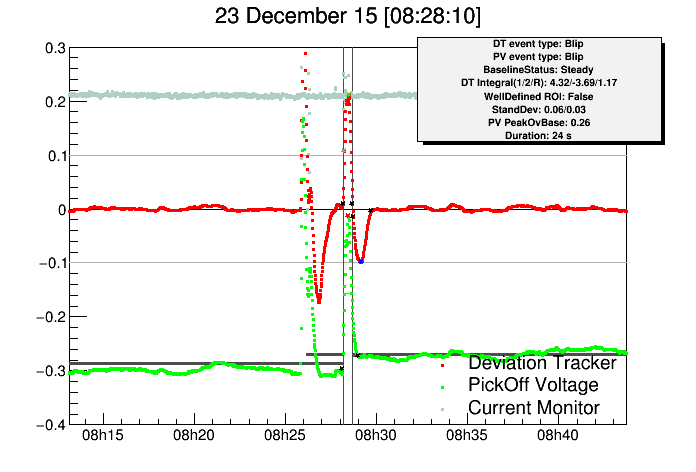 23 December 15 [08:28:10]
DT event type: Blip
PV event type: Blip
BaselineStatus: Steady
DT Integral(1/2/R): 4.32/-3.69/1.17
WellDefined ROI: False
StandDev: 0.06/0.03
PV PeakOvBase: 0.26
Duration: 24 s
0.3
0.2
0.1
0
−0.1
−0.2
−0.3
−0.4
Deviation Tracker
PickOff Voltage
Current Monitor
08h15 08h20 08h25 08h30 08h35 08h40